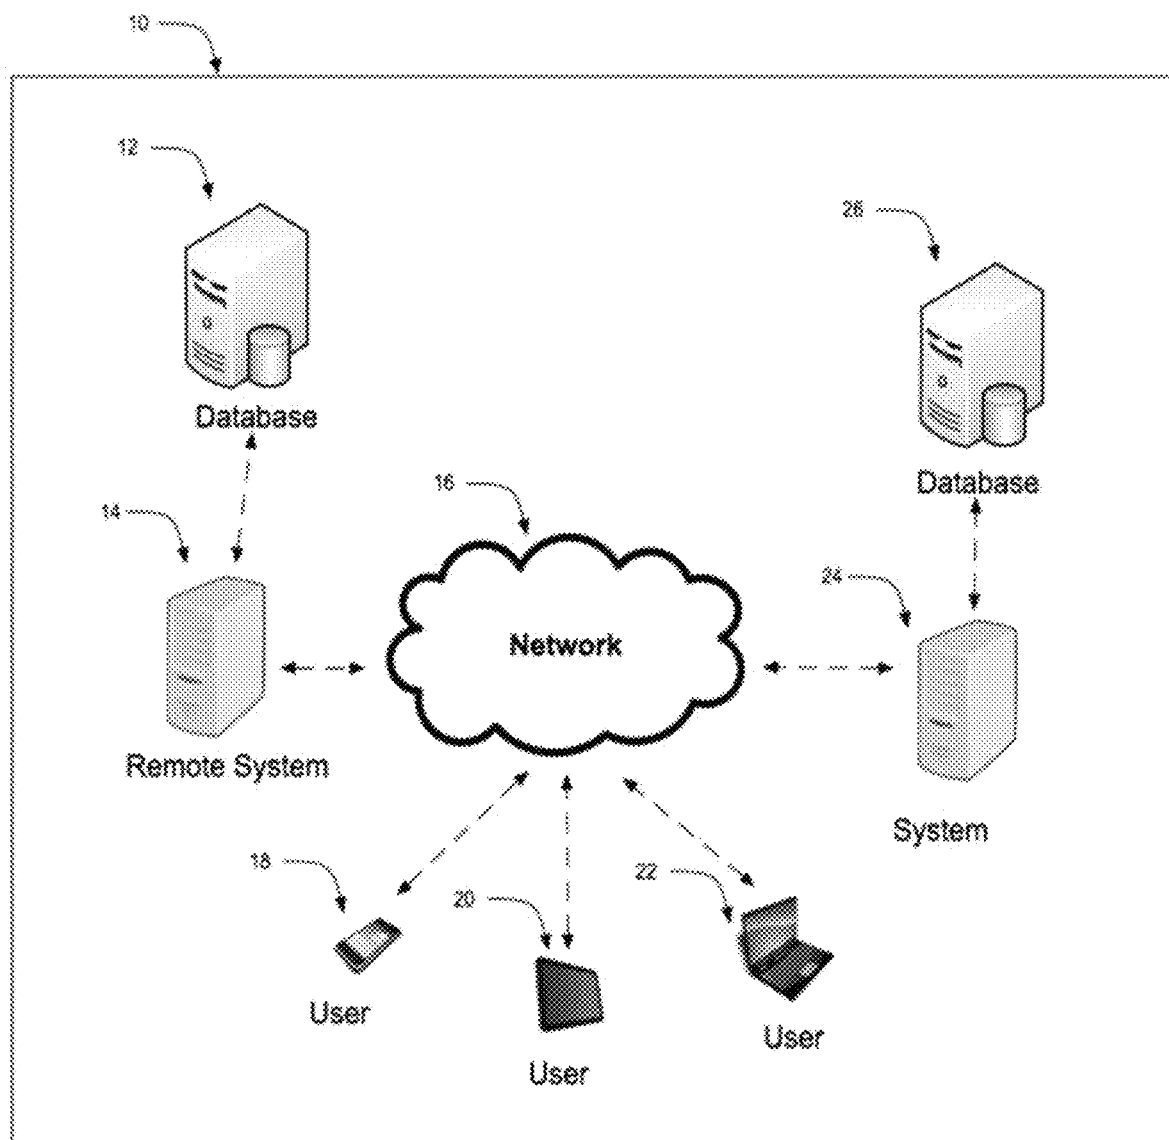 10
12
26
Database
Database
16
14
24
Network
Remote System
System
18
20
22
User
User
User